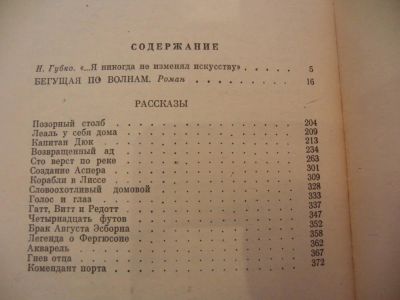 СОДЕРЖАНИЕ
Н. Губко. «...Я никогда не изменял искусству» . . . 5
БЕГУЩАЯ ПО ВОЛНАМ. Роман . . . . . . . 16
РАССКАЗЫ
Позорный столб . . . . . . . . . . 204
Леаль у себя дома . . . . . . . . . . 209
Капитан Дюк . . . . . . . . . . 213
Возвращенный ад . . . . . . . . . . 234
Сто верст по реке . . . . . . . . . . 263
Создание Аспера . . . . . . . . . . 301
Корабли в Лиссе . . . . . . . . . . 309
Словоохотливый домовой . . . . . . . . 328
Голос и глаз . . . . . . . . . . 333
Гатт, Витт и Редотт . . . . . . . . . . 337
Четырнадцать футов . . . . . . . . . . 347
Брак Августа Эсборна . . . . . . . . . 352
Легенда о Фергюсоне . . . . . . . . . 358
Акварель . . . . . . . . . . 362
Гнев отца . . . . . . . . . . 367
Комендант порта . . . . . . . . . . 372